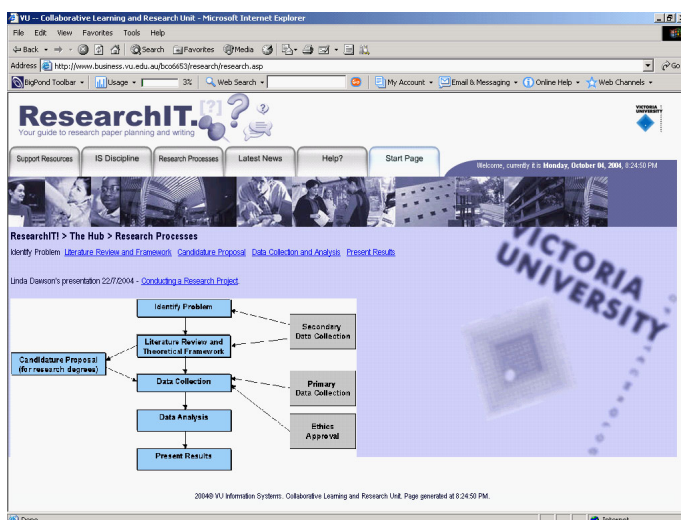 VU -- Collaborative Learning and Research Unit - Microsoft Internet Explorer
File Edit View Favorites Tools Help
Back Search Favorites Media
Address http://www.business.vu.edu.au/bco6653/research/research.asp Go
BigPond Toolbar Usage 3% Web Search My Account Email & Messaging Online Help Web Channels
ResearchIT. [?] ? ?
Your guide to research paper planning and writing
VICTORIA UNIVERSITY
Support Resources IS Discipline Research Processes Latest News Help? Start Page
Welcome, currently it is Monday, October 04, 2004, 8:24:50 PM
ResearchIT! > The Hub > Research Processes
Identify Problem Literature Review and Framework Candidature Proposal Data Collection and Analysis Present Results
VICTORIA
UNIVERSITY
Linda Dawson's presentation 22/7/2004 - Conducting a Research Project.
Identify Problem
Secondary
Data Collection
Literature Review and
Theoretical Framework
Candidature Proposal
(for research degrees)
Data Collection
Primary
Data Collection
Data Analysis
Ethics
Approval
Present Results
2004© VU Information Systems. Collaborative Learning and Research Unit. Page generated at 8:24:50 PM.
Done Internet